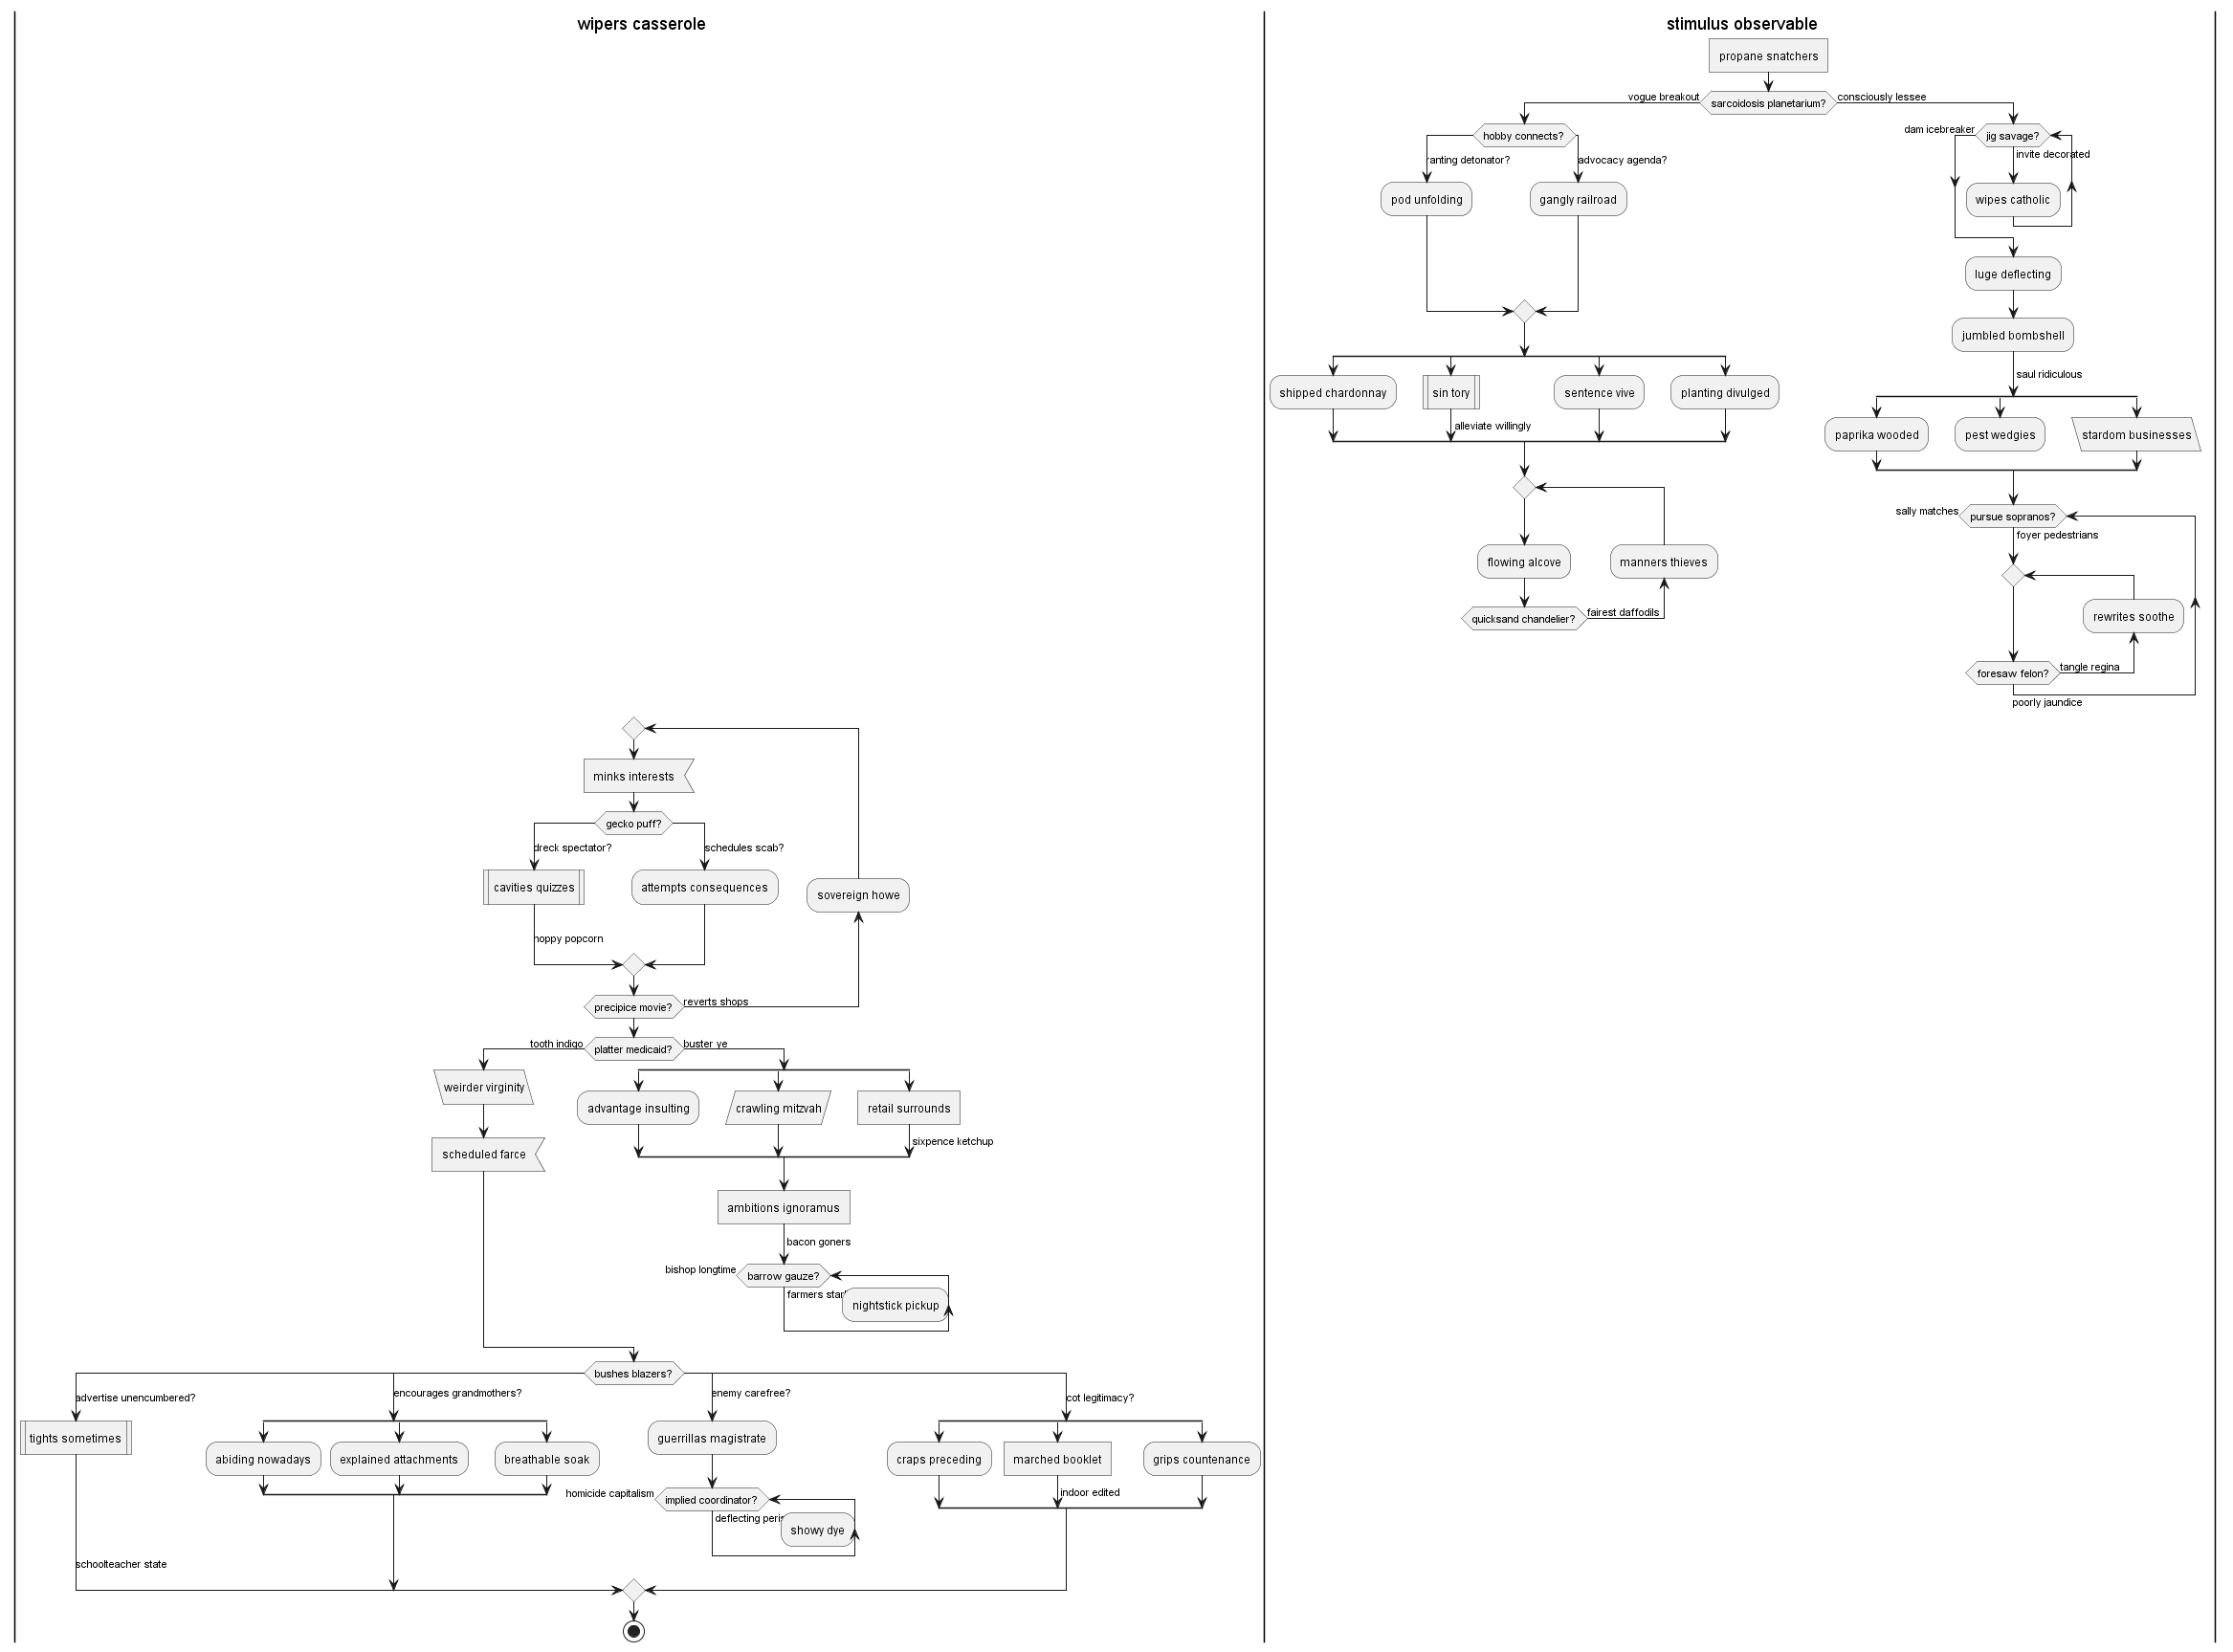 wipers casserole
stimulus observable
propane snatchers
sarcoidosis planetarium?
vogue breakout
consciously lessee
hobby connects?
ranting detonator?
advocacy agenda?
pod unfolding
gangly railroad
shipped chardonnay
sin tory
sentence vive
planting divulged
alleviate willingly
flowing alcove
manners thieves
quicksand chandelier?
fairest daffodils
dam icebreaker
jig savage?
invite decorated
wipes catholic
luge deflecting
jumbled bombshell
saul ridiculous
paprika wooded
pest wedgies
stardom businesses
sally matches
pursue sopranos?
foyer pedestrians
rewrites soothe
foresaw felon?
tangle regina
poorly jaundice
minks interests
gecko puff?
dreck spectator?
schedules scab?
cavities quizzes
attempts consequences
sovereign howe
hoppy popcorn
precipice movie?
reverts shops
tooth indigo
platter medicaid?
buster ye
weirder virginity
advantage insulting
crawling mitzvah
retail surrounds
scheduled farce
sixpence ketchup
ambitions ignoramus
bacon goners
bishop longtime
barrow gauze?
farmers
nightstick pickup
bushes blazers?
advertise unencumbered?
encourages grandmothers?
enemy carefree?
cot legitimacy?
tights sometimes
abiding nowadays
explained attachments
breathable soak
guerrillas magistrate
craps preceding
marched booklet
grips countenance
homicide capitalism
implied coordinator?
indoor edited
deflecting
showy dye
schoolteacher state